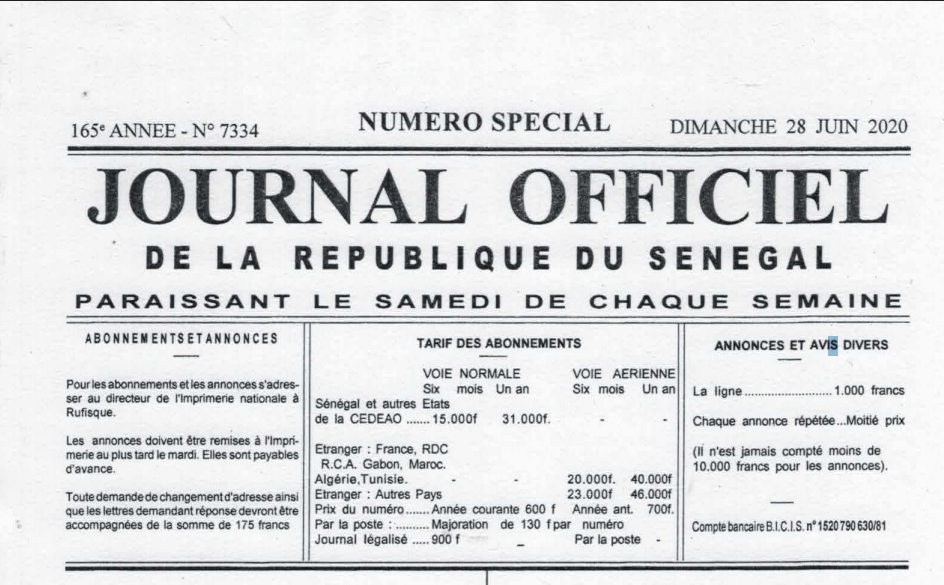 165e ANNEE - N° 7334
NUMERO SPECIAL
DIMANCHE 28 JUIN 2020
JOURNAL OFFICIEL
DE LA REPUBLIQUE DU SENEGAL
PARAISSANT LE SAMEDI DE CHAQUE SEMAINE
ABONNEMENTS ET ANNONCES
Pour les abonnements et les annonces s'adres-
ser au directeur de l'Imprimerie nationale à
Rufisque.
Les annonces doivent être remises à l'Impri-
merie au plus tard le mardi. Elles sont payables
d'avance.
Toute demande de changement d'adresse ainsi
que les lettres demandant réponse devront être
accompagnées de la somme de 175 francs
TARIF DES ABONNEMENTS
VOIE NORMALE VOIE AERIENNE
Six mois Un an Six mois Un an
Sénégal et autres Etats
de la CEDEAO ....... 15.000f 31.000f. - -
Etranger : France, RDC
R.C.A. Gabon, Maroc.
Algérie,Tunisie. - - 20.000f. 40.000f
Etranger : Autres Pays 23.000f 46.000f
Prix du numéro ....... Année courante 600 f Année ant. 700f.
Par la poste : .......... Majoration de 130 f par numéro
Journal légalisé ..... 900 f _ Par la poste -
ANNONCES ET AVIS DIVERS
La ligne ........................ 1.000 francs
Chaque annonce répétée...Moitié prix
(Il n'est jamais compté moins de
10.000 francs pour les annonces).
Compte bancaire B.I.C.I.S. n° 1520 790 630/81